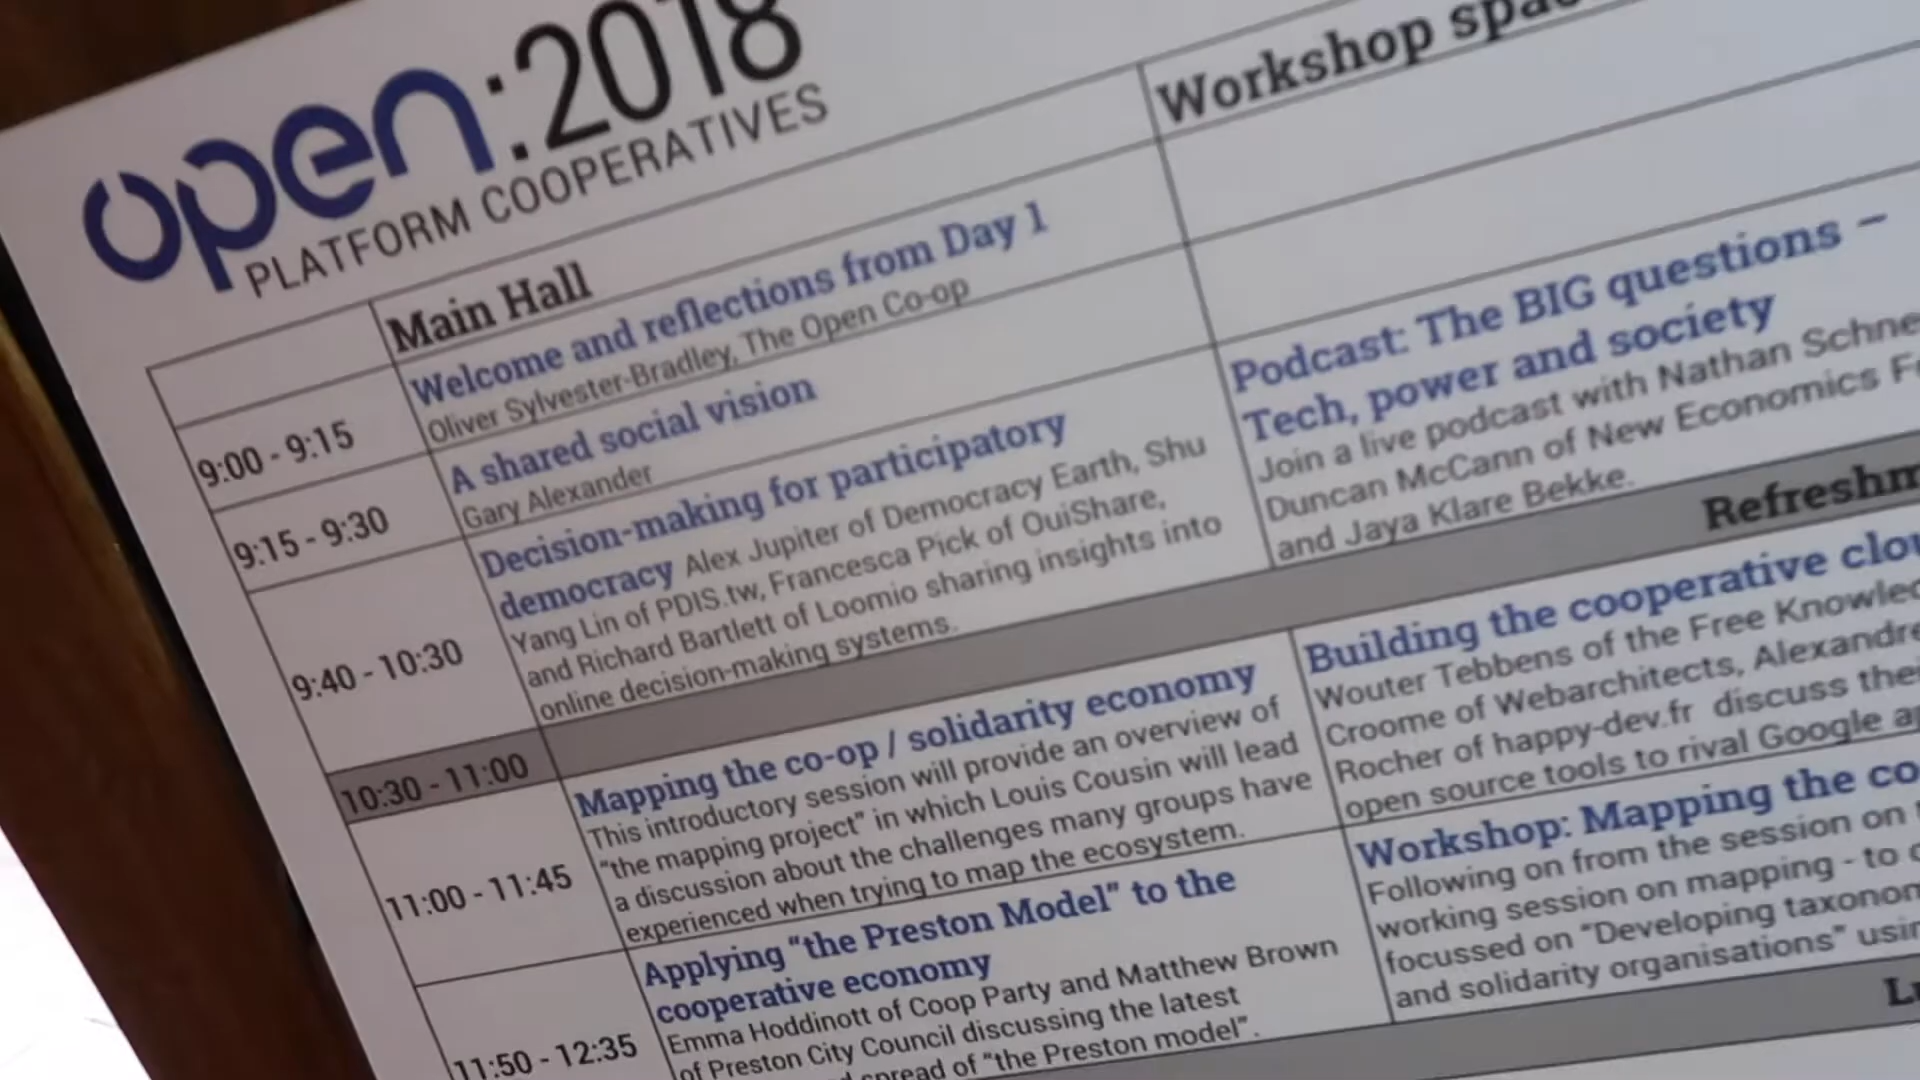 open:2018
PLATFORM COOPERATIVES
Main Hall
Workshop
9:00 - 9:15
Welcome and reflections from Day 1
Oliver Sylvester-Bradley, The Open Co-op
9:15 - 9:30
A shared social vision
Gary Alexander
9:40 - 10:30
Decision-making for participatory
democracy Alex Jupiter of Democracy Earth, Shu
Yang Lin of PDIS.tw, Francesca Pick of OuiShare,
and Richard Bartlett of Loomio sharing insights into
online decision-making systems.
Podcast: The BIG questions –
Tech, power and society
Join a live podcast with Nathan
Duncan McCann of New Economics
and Jaya Klare Bekke.
10:30 - 11:00
11:00 - 11:45
Mapping the co-op / solidarity economy
This introductory session will provide an overview of
"the mapping project" in which Louis Cousin will lead
a discussion about the challenges many groups have
experienced when trying to map the ecosystem.
Building the cooperative
Wouter Tebbens of the Free
Croome of Webarchitects, Alexandre
Rocher of happy-dev.fr discuss
open source tools to rival Google
11:50 - 12:35
Applying "the Preston Model" to the
cooperative economy
Emma Hoddinott of Coop Party and Matthew Brown
of Preston City Council discussing the latest
spread of "the Preston model".
Workshop: Mapping the
Following on from the session on
working session on mapping - to
focussed on "Developing
and solidarity organisations"